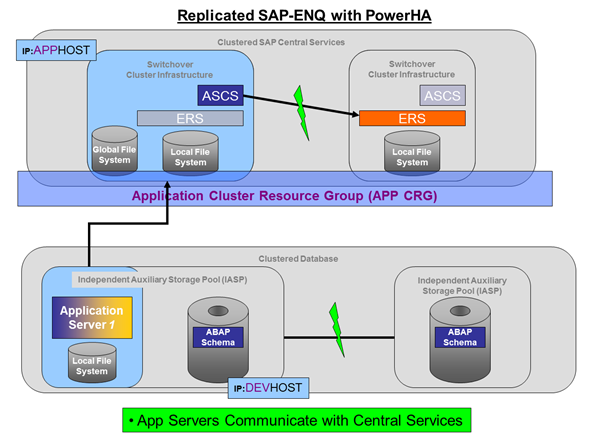 Replicated SAP-ENQ with PowerHA
IP:APPHOST
Clustered SAP Central Services
Switchover
Cluster Infrastructure
ASCS
ERS
Global File
System
Local File
System
Switchover
Cluster Infrastructure
ASCS
ERS
Local File
System
Application Cluster Resource Group (APP CRG)
Clustered Database
Independent Auxiliary Storage Pool (IASP)
Application
Server 1
Local File
System
ABAP
Schema
IP:DEVHOST
Independent Auxiliary
Storage Pool (IASP)
ABAP
Schema
• App Servers Communicate with Central Services